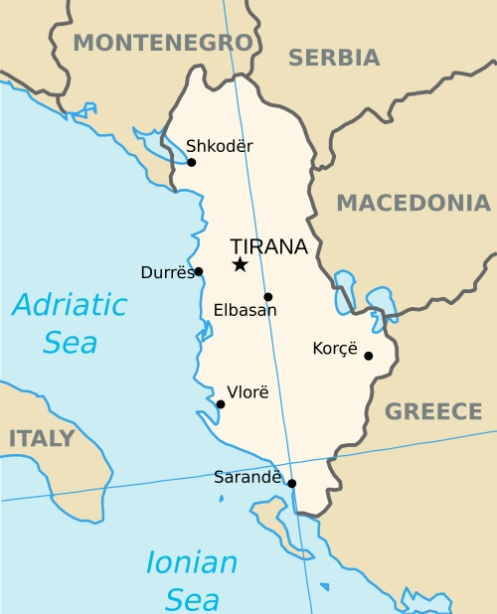 MONTENEGRO
SERBIA
Shkodër
MACEDONIA
TIRANA
Durrës
Elbasan
Adriatic
Sea
Korçë
Vlorë
GREECE
ITALY
Sarandë
Ionian
Sea